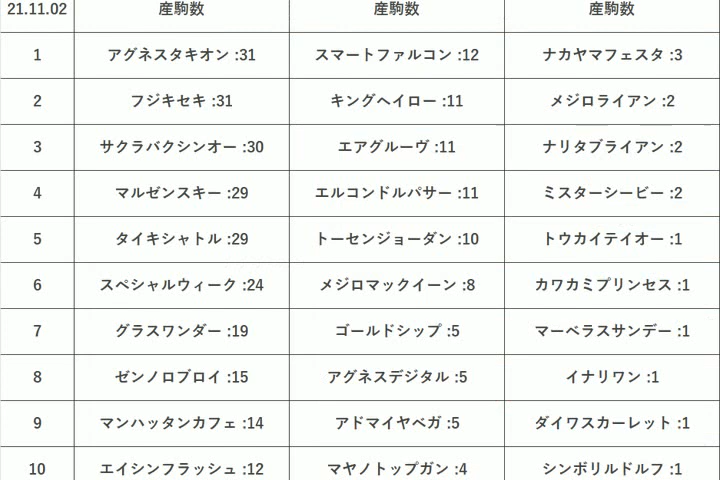 21.11.02 産駒数 産駒数 産駒数
1 アグネスタキオン :31 スマートファルコン :12 ナカヤマフェスタ :3
2 フジキセキ :31 キングヘイロー :11 メジロライアン :2
3 サクラバクシンオー :30 エアグルーヴ :11 ナリタブライアン :2
4 マルゼンスキー :29 エルコンドルパサー :11 ミスターシービー :2
5 タイキシャトル :29 トーセンジョーダン :10 トウカイテイオー :1
6 スペシャルウィーク :24 メジロマックイーン :8 カワカミプリンセス :1
7 グラスワンダー :19 ゴールドシップ :5 マーベラスサンデー :1
8 ゼンノロブロイ :15 アグネスデジタル :5 イナリワン :1
9 マンハッタンカフェ :14 アドマイヤベガ :5 ダイワスカーレット :1
10 エイシンフラッシュ :12 マヤノトップガン :4 シンボリルドルフ :1